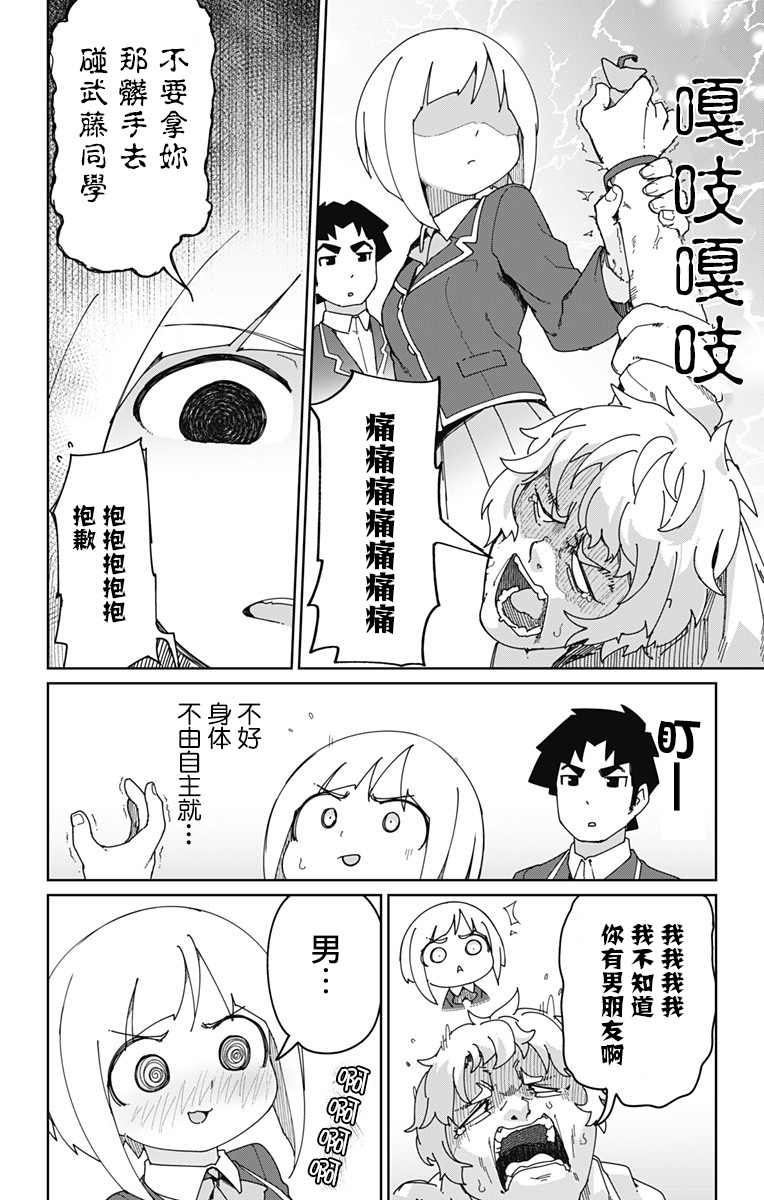 嘎吱嘎吱
痛痛痛痛痛痛痛
不要拿妳
那髒手去
碰武藤同學
抱抱抱抱抱
抱歉
盯—
不好
身体
不由自主就…
我我我我
我不知道
你有男朋友啊
男…
啊啊啊啊